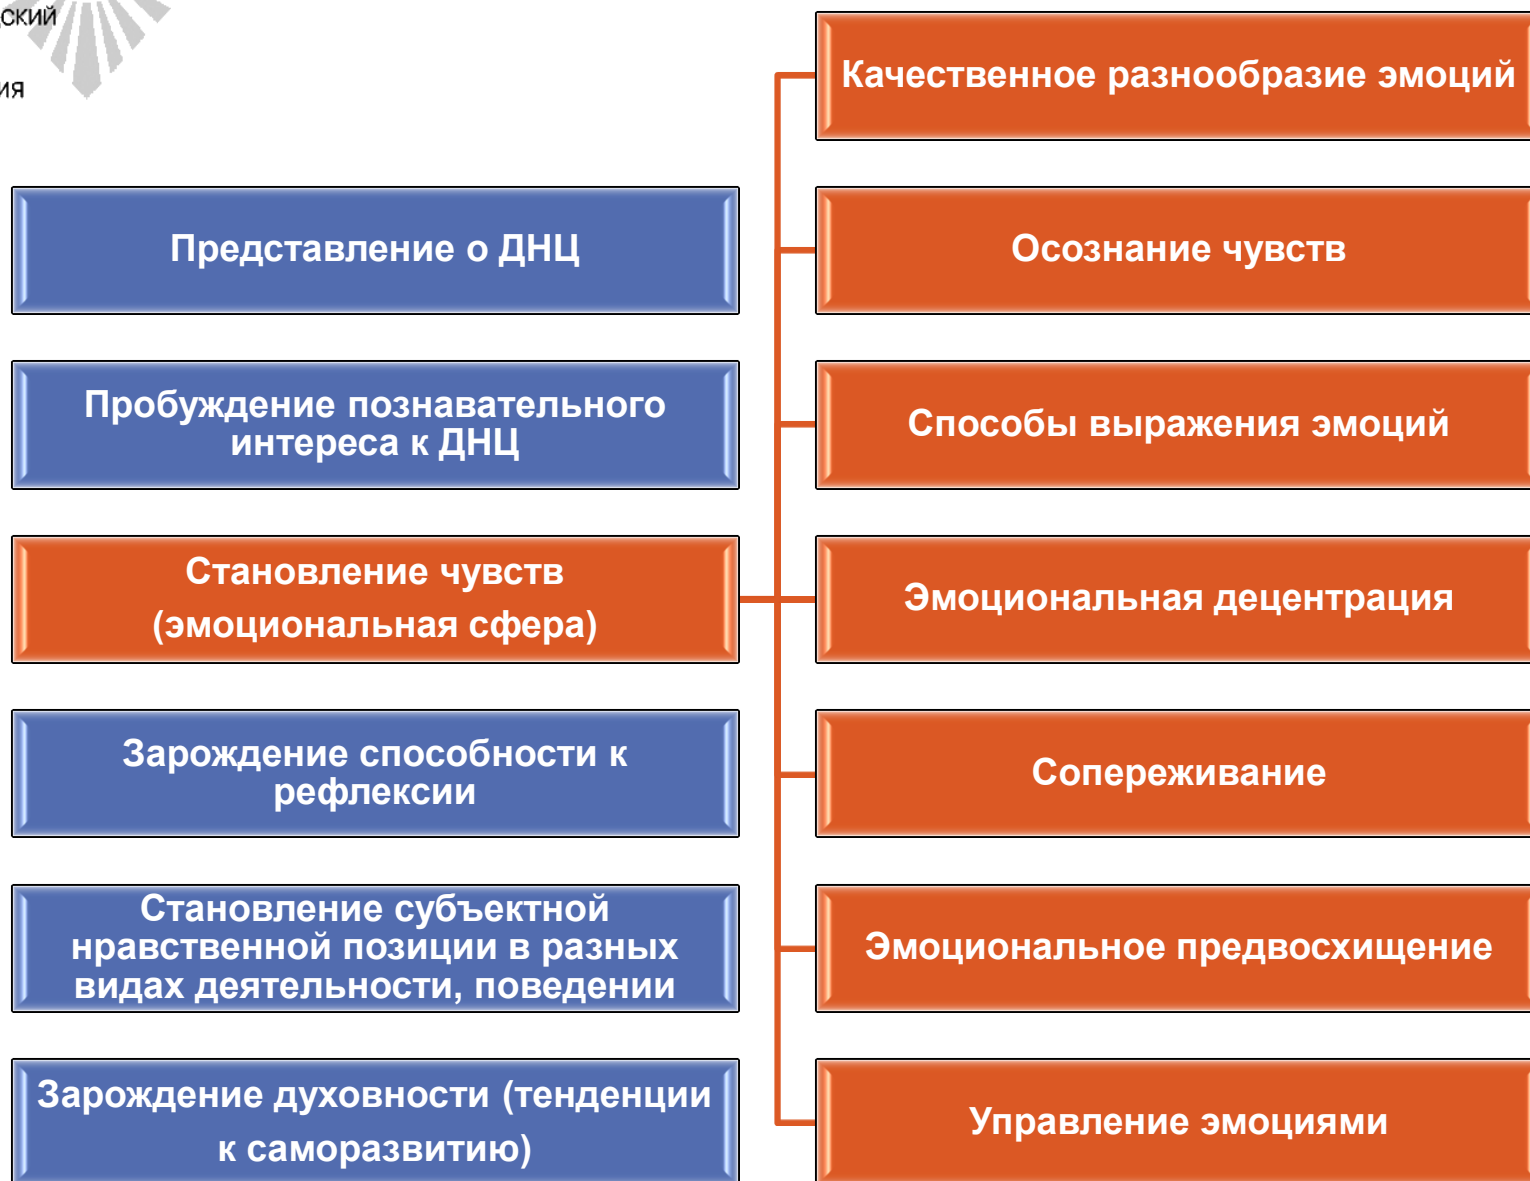 Качественное разнообразие эмоций
Представление о ДНЦ
Осознание чувств
Пробуждение познавательного
интереса к ДНЦ
Способы выражения эмоций
Становление чувств
(эмоциональная сфера)
Эмоциональная децентрация
Зарождение способности к
рефлексии
Сопереживание
Становление субъектной
нравственной позиции в разных
видах деятельности, поведении
Эмоциональное предвосхищение
Зарождение духовности (тенденции
к саморазвитию)
Управление эмоциями